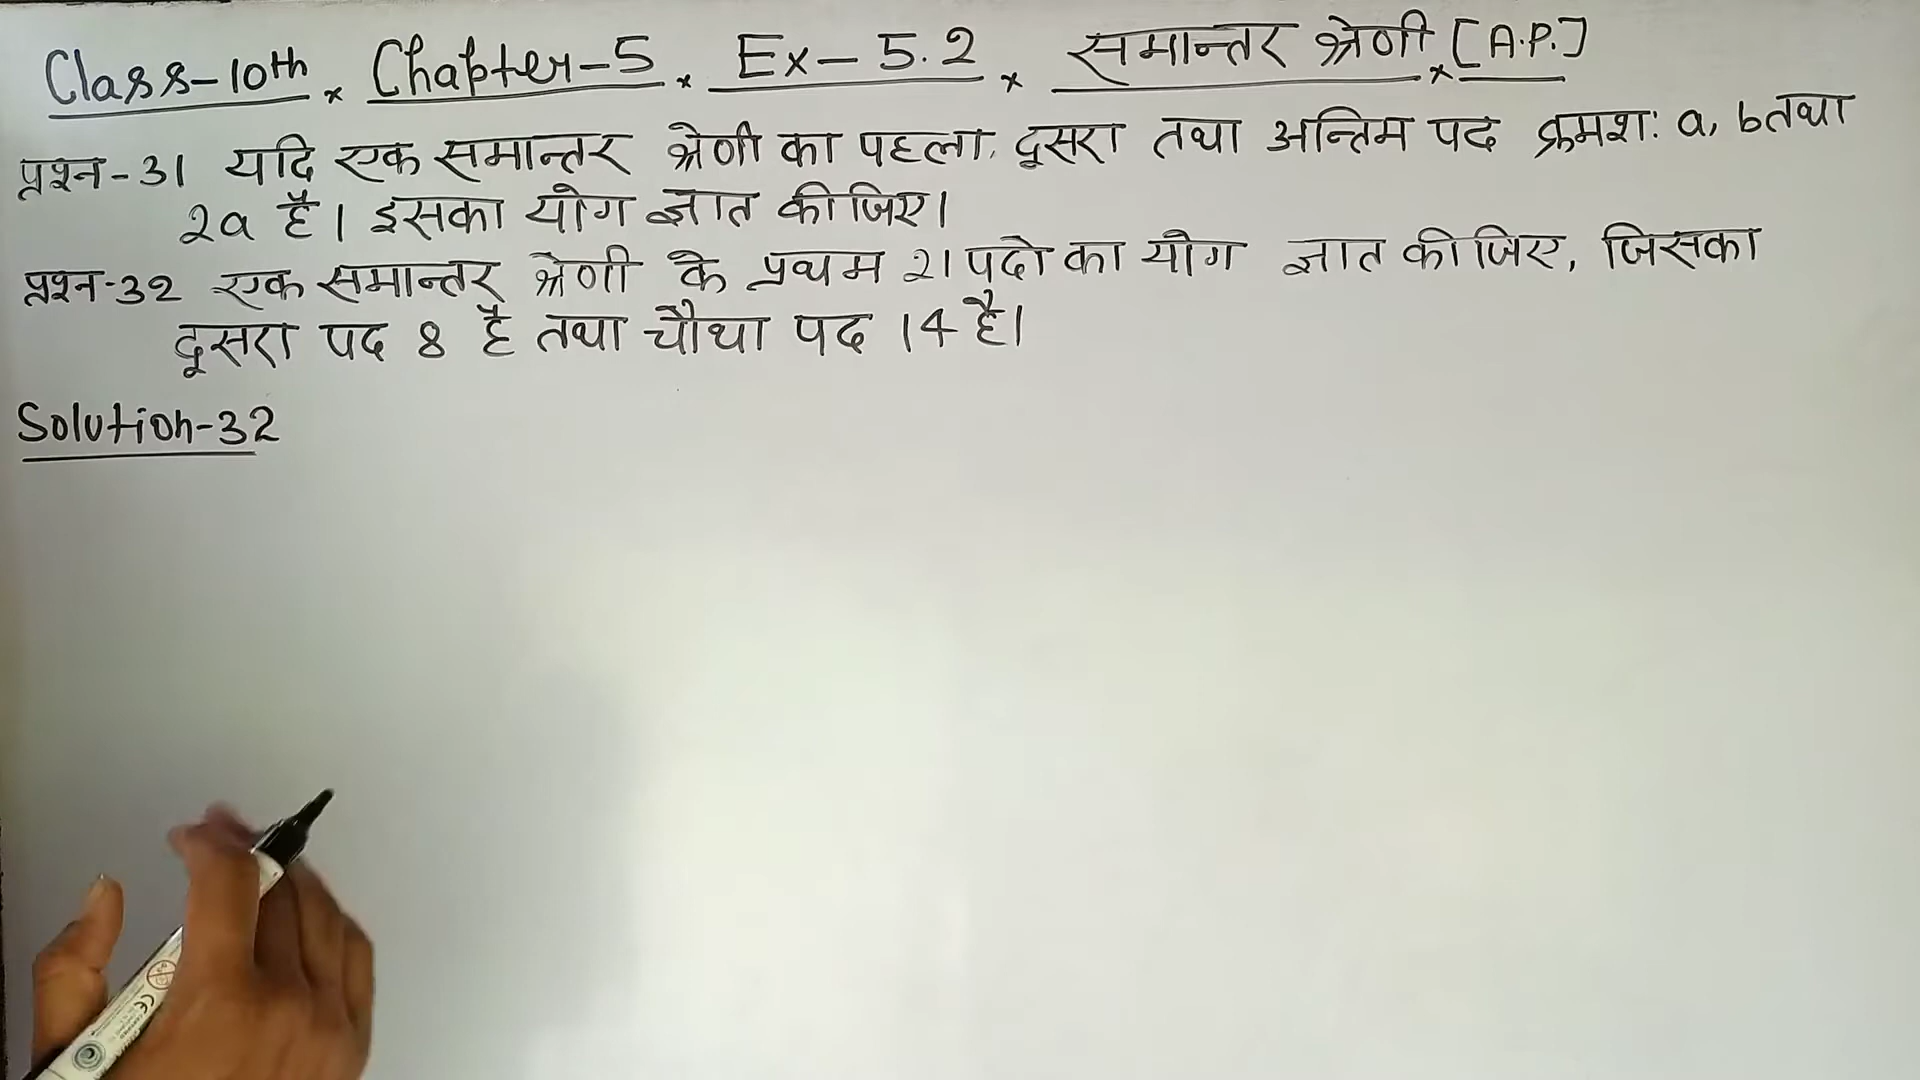 Class-10th × Chapter-5 × Ex-5.2 × समान्तर श्रेणी × [A.P.]
प्रश्न-31 यदि एक समान्तर श्रेणी का पहला, दूसरा तथा अन्तिम पद क्रमश: a, b तथा
2a है। इसका योग ज्ञात कीजिए।
प्रश्न-32 एक समान्तर श्रेणी के प्रथम 21 पदो का योग ज्ञात कीजिए, जिसका
दूसरा पद 8 है तथा चौथा पद 14 है।
Solution-32